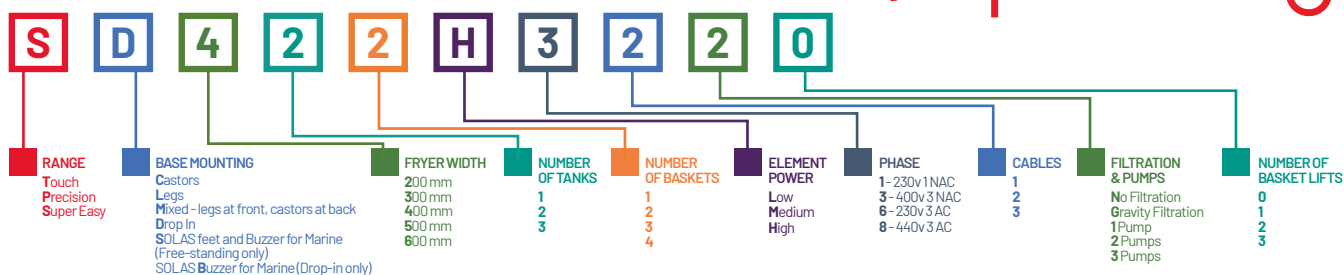 S D 4 2 2 H 3 2 2 0
RANGE
Touch
Precision
Super Easy
BASE MOUNTING
Castors
Legs
Mixed - legs at front, castors at back
Drop In
SOLAS feet and Buzzer for Marine
(Free-standing only)
SOLAS Buzzer for Marine (Drop-in only)
FRYER WIDTH
200 mm
300 mm
400 mm
500 mm
600 mm
NUMBER
OF TANKS
1
2
3
NUMBER
OF BASKETS
1
2
3
4
ELEMENT
POWER
Low
Medium
High
PHASE
1 - 230v 1 NAC
3 - 400v 3 NAC
6 - 230v 3 AC
8 - 440v 3 AC
CABLES
1
2
3
FILTRATION
& PUMPS
No Filtration
Gravity Filtration
1 Pump
2 Pumps
3 Pumps
NUMBER OF
BASKET LIFTS
0
1
2
3